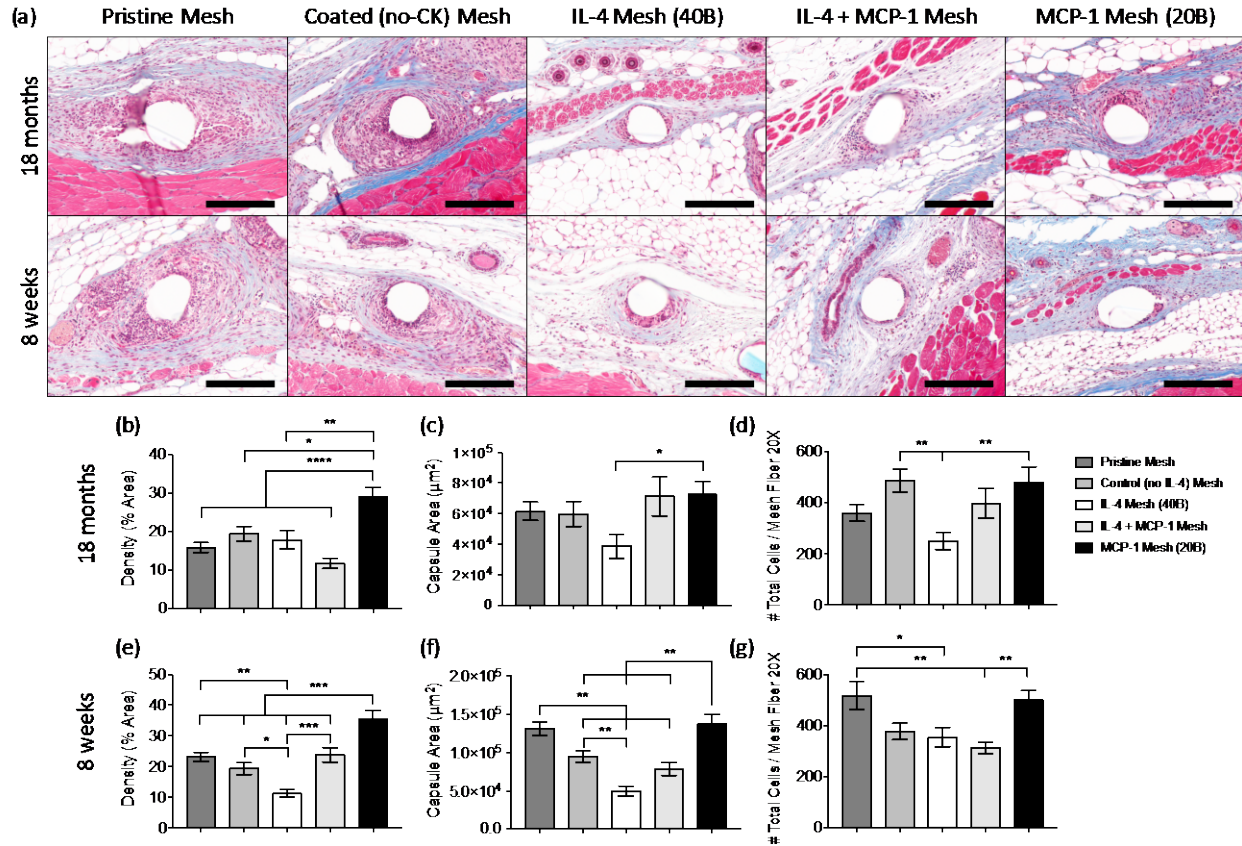 (a)
Pristine Mesh
Coated (no-CK) Mesh
IL-4 Mesh (40B)
IL-4 + MCP-1 Mesh
MCP-1 Mesh (20B)
18 months
8 weeks
18 months
(b)
Density (% Area)
40
30
20
10
0
**
*
****
(c)
Capsule Area (µm²)
1×10⁵
8×10⁴
6×10⁴
4×10⁴
2×10⁴
0
*
(d)
# Total Cells / Mesh Fiber 20X
600
400
200
0
**
**
Pristine Mesh
Control (no IL-4) Mesh
IL-4 Mesh (40B)
IL-4 + MCP-1 Mesh
MCP-1 Mesh (20B)
8 weeks
(e)
Density (% Area)
50
40
30
20
10
0
**
***
*
***
(f)
Capsule Area (µm²)
2.0×10⁵
1.5×10⁵
1.0×10⁵
5.0×10⁴
0.0
**
**
**
(g)
# Total Cells / Mesh Fiber 20X
600
400
200
0
*
**
**